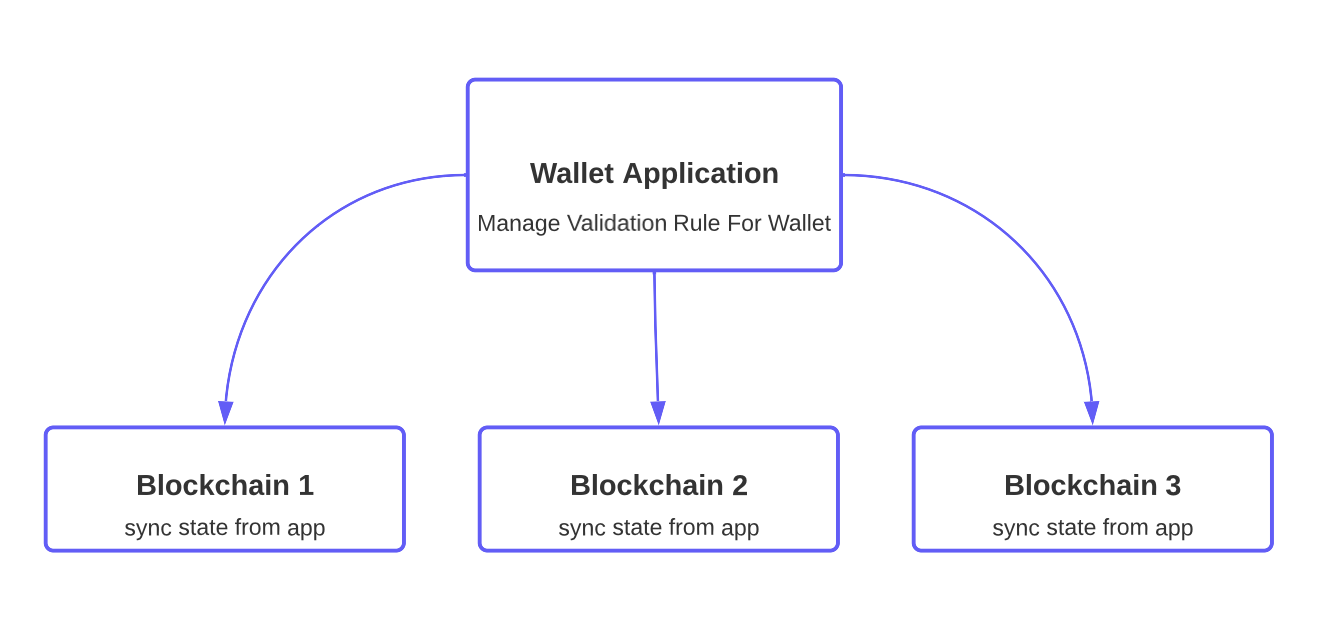 Wallet Application
Manage Validation Rule For Wallet
Blockchain 1
sync state from app
Blockchain 2
sync state from app
Blockchain 3
sync state from app